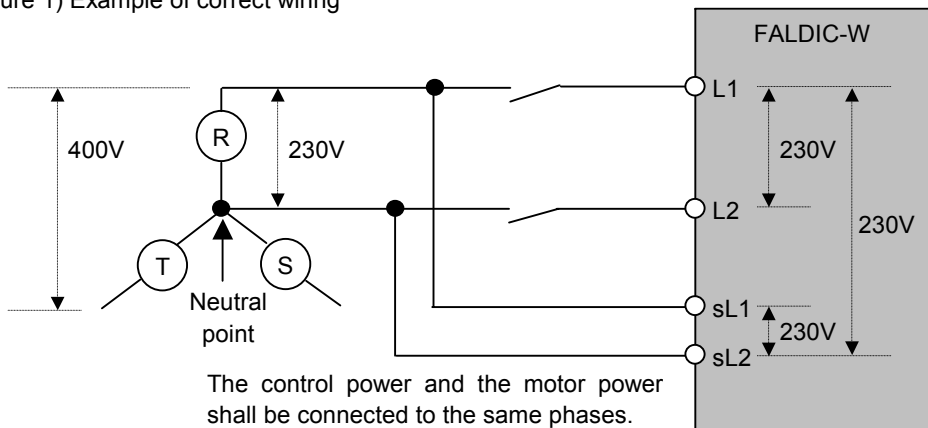 ure 1) Example of correct wiring
FALDIC-W
L1
R
400V
230V
230V
L2
230V
T
S
Neutral
point
sL1
230V
sL2
The control power and the motor power
shall be connected to the same phases.